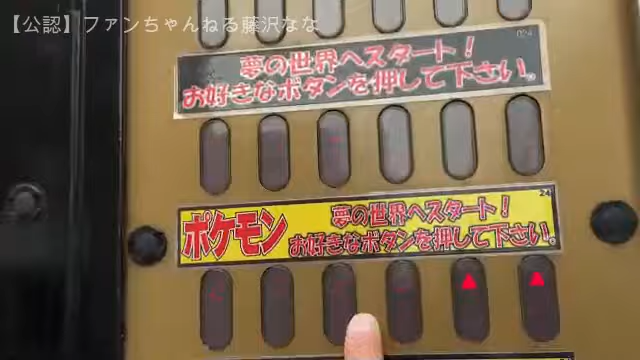 【公認】ファンちゃんねる藤沢なな
024
夢の世界へスタート！
お好きなボタンを押して下さい。
24
ポケモン
夢の世界へスタート！
お好きなボタンを押して下さい。